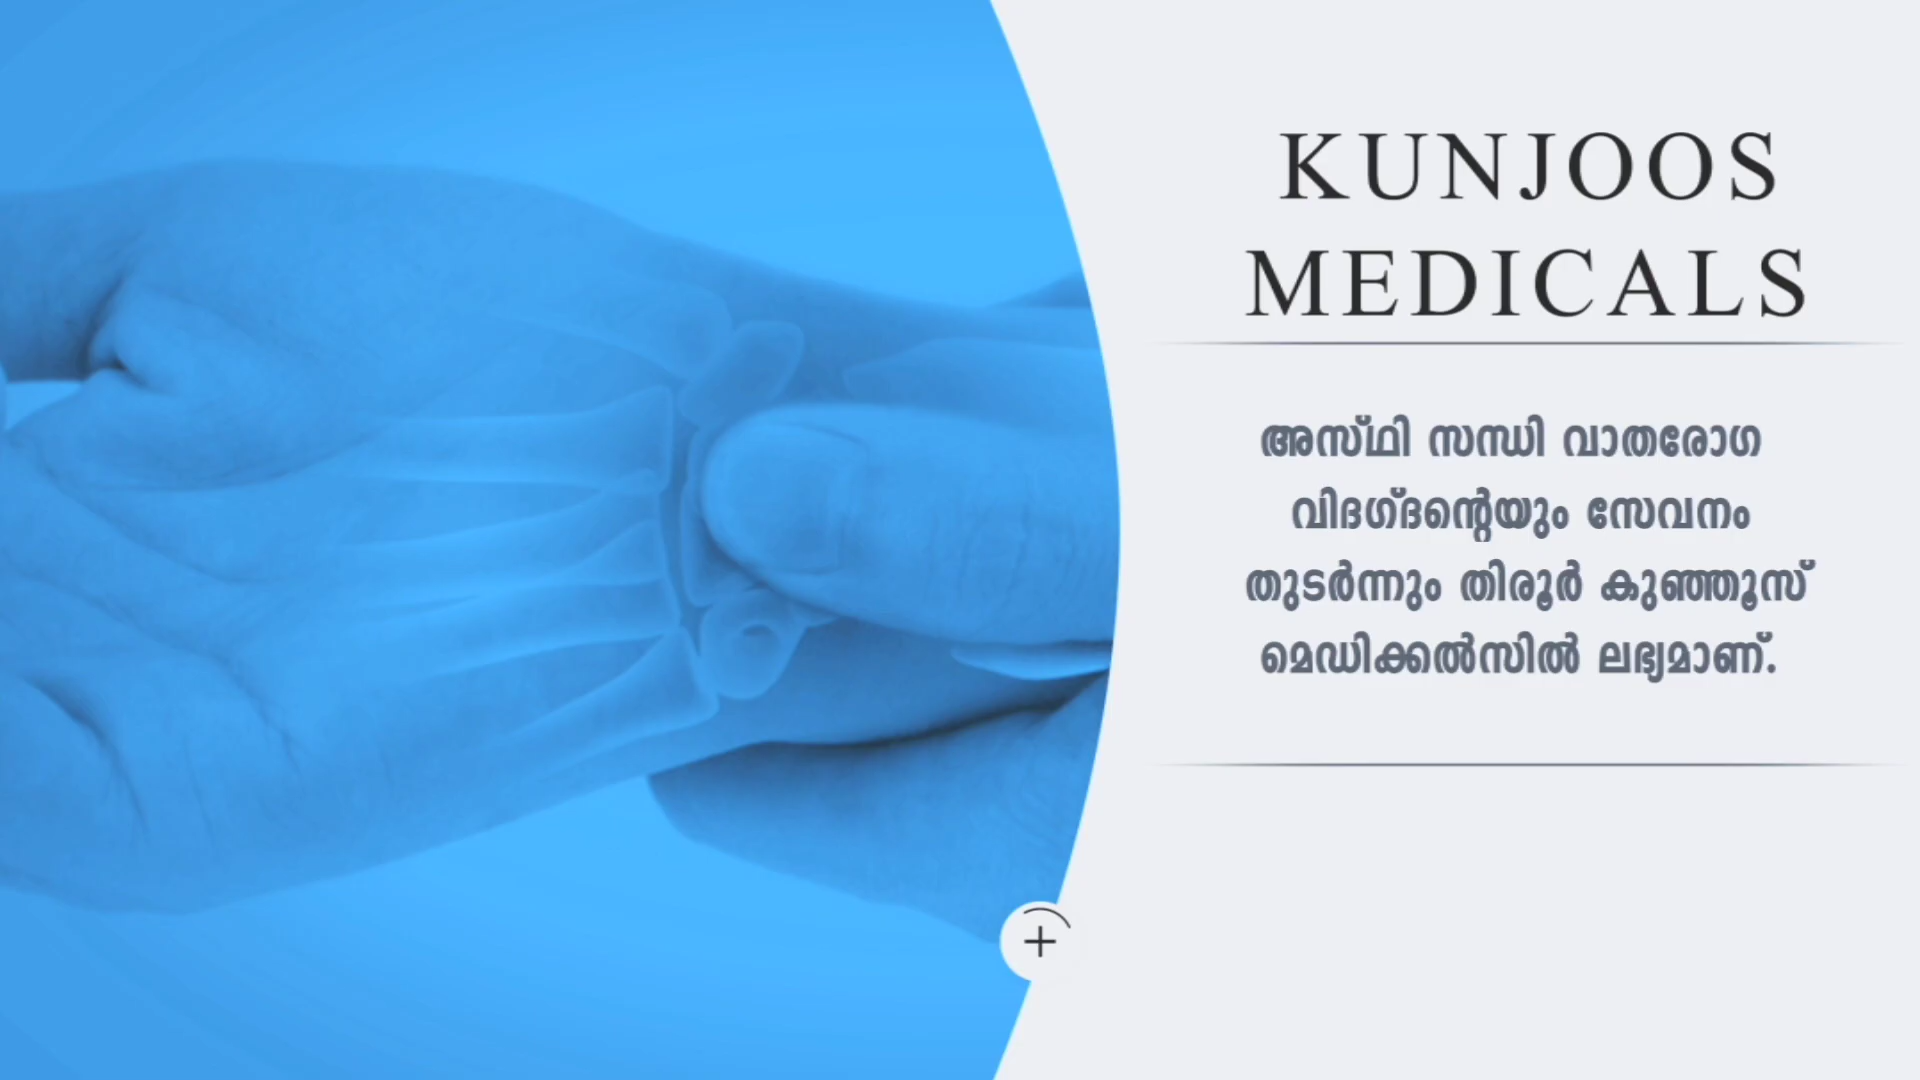 KUNJOOS
MEDICALS
അസ്ഥി സന്ധി വാതരോഗ
വിദഗ്ദന്റെയും സേവനം
തുടർന്നും തിരൂർ കുഞ്ഞൂസ്
മെഡിക്കൽസിൽ ലഭ്യമാണ്.